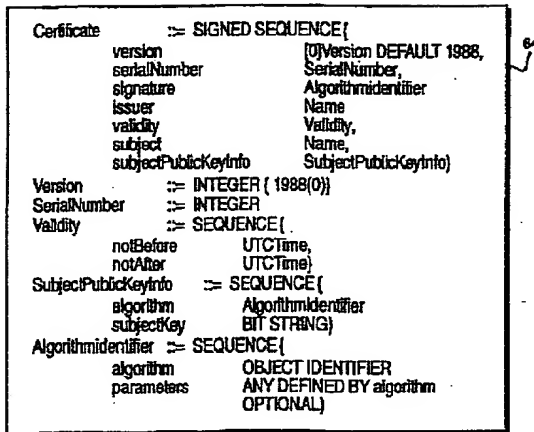 Certificate ::= SIGNED SEQUENCE{
version [0]Version DEFAULT 1988,
serialNumber SerialNumber,
signature AlgorithmIdentifier
issuer Name
validity Validity,
subject Name,
subjectPublicKeyInfo SubjectPublicKeyInfo}
Version ::= INTEGER { 1988(0)}
SerialNumber ::= INTEGER
Validity ::= SEQUENCE{
notBefore UTCTime,
notAfter UTCTime}
SubjectPublicKeyInfo ::= SEQUENCE{
algorithm AlgorithmIdentifier
subjectKey BIT STRING}
AlgorithmIdentifier ::= SEQUENCE{
algorithm OBJECT IDENTIFIER
parameters ANY DEFINED BY algorithm
OPTIONAL}